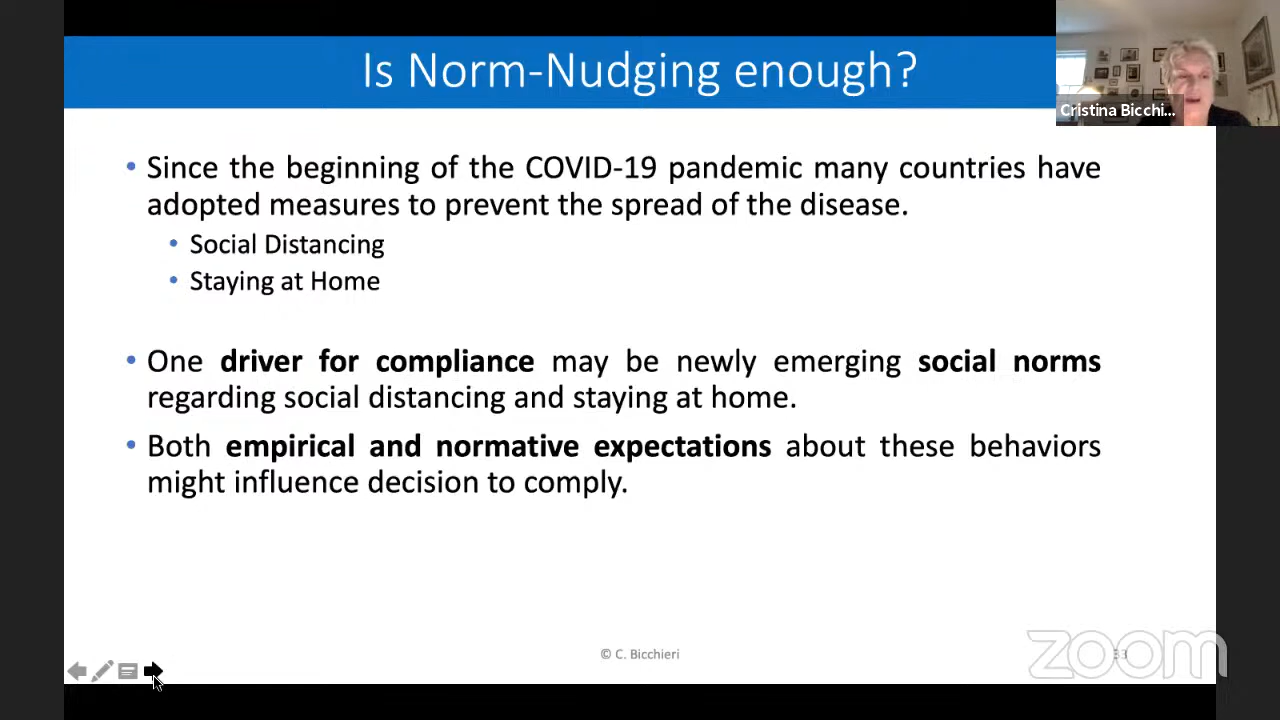 Is Norm-Nudging enough?
Cristina Bicchi...
• Since the beginning of the COVID-19 pandemic many countries have
adopted measures to prevent the spread of the disease.
• Social Distancing
• Staying at Home
• One driver for compliance may be newly emerging social norms
regarding social distancing and staying at home.
• Both empirical and normative expectations about these behaviors
might influence decision to comply.
© C. Bicchieri
zoom
33